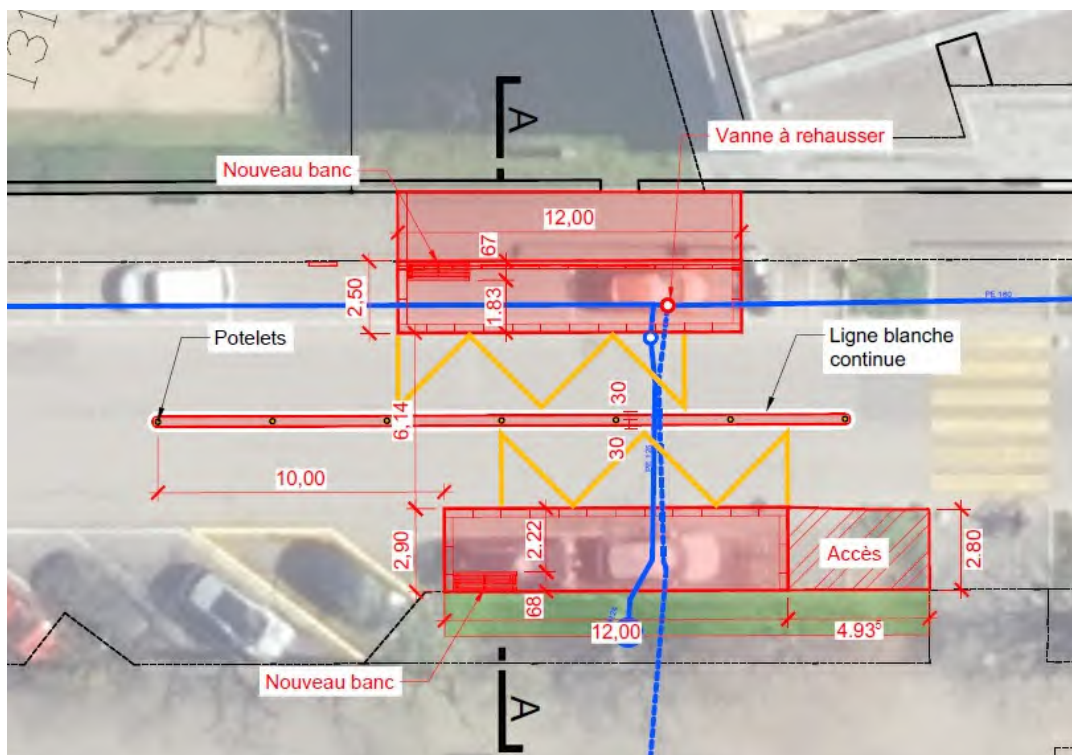 131
A
Vanne à rehausser
Nouveau banc
12,00
67
2,50
1.83
PE 160
Potelets
Ligne blanche
continue
30
6,14
30
PE 125
10,00
2,90
2.22
Accès
2.80
68
12,00
4.93⁵
Nouveau banc
A